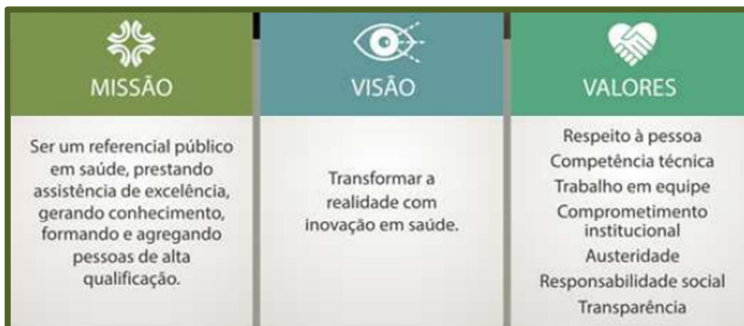 MISSÃO
Ser um referencial público
em saúde, prestando
assistência de excelência,
gerando conhecimento,
formando e agregando
pessoas de alta
qualificação.
VISÃO
Transformar a
realidade com
inovação em saúde.
VALORES
Respeito à pessoa
Competência técnica
Trabalho em equipe
Comprometimento
institucional
Austeridade
Responsabilidade social
Transparência